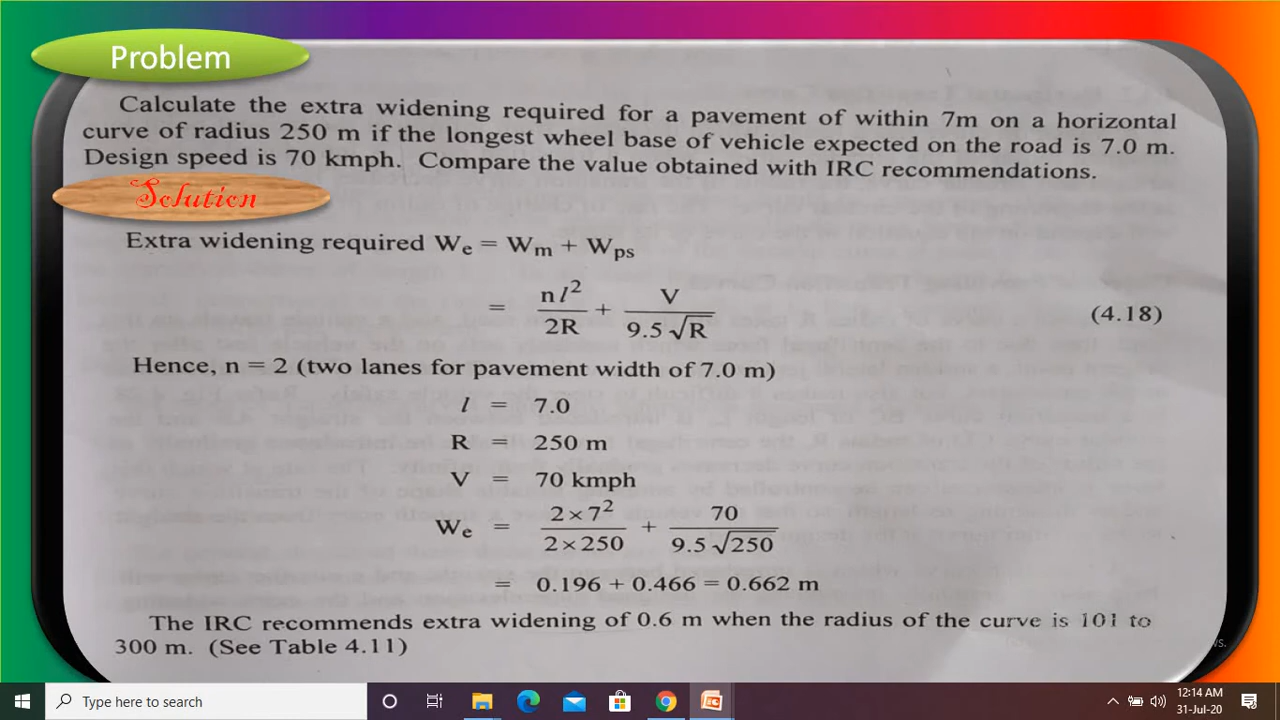 Problem
Calculate the extra widening required for a pavement of within 7m on a horizontal
curve of radius 250 m if the longest wheel base of vehicle expected on the road is 7.0 m.
Design speed is 70 kmph. Compare the value obtained with IRC recommendations.
Solution
Extra widening required We = Wm + Wps
= nl²/2R + V/9.5√R (4.18)
Hence, n = 2 (two lanes for pavement width of 7.0 m)
l = 7.0
R = 250 m
V = 70 kmph
We = 2×7²/2×250 + 70/9.5√250
= 0.196 + 0.466 = 0.662 m
The IRC recommends extra widening of 0.6 m when the radius of the curve is 101 to
300 m. (See Table 4.11)
ws.
Type here to search
12:14 AM
31-Jul-20